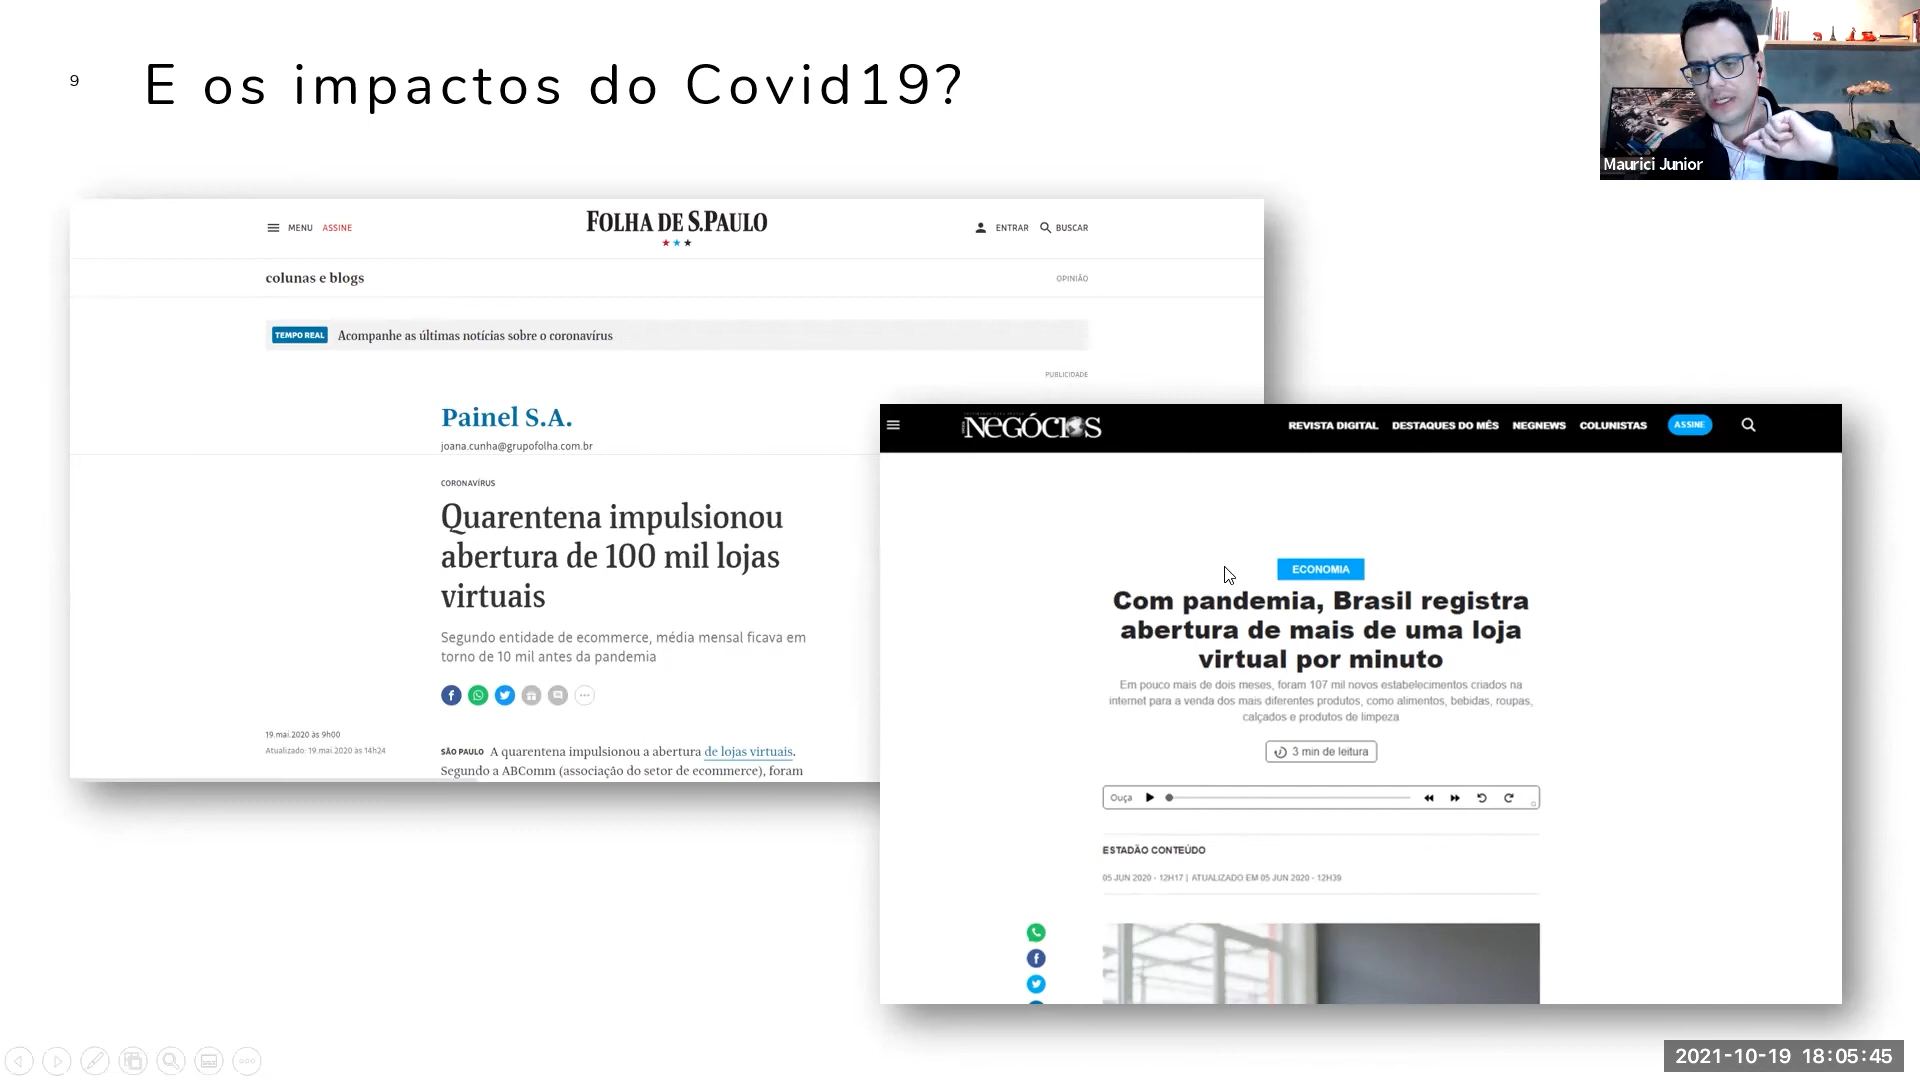 9
E os impactos do Covid19?
Maurici Junior
MENU ASSINE
FOLHA DE S.PAULO
ENTRAR BUSCAR
colunas e blogs
OPINIÃO
TEMPO REAL Acompanhe as últimas notícias sobre o coronavírus
PUBLICIDADE
Painel S.A.
joana.cunha@grupofolha.com.br
CORONAVÍRUS
Quarentena impulsionou
abertura de 100 mil lojas
virtuais
Segundo entidade de ecommerce, média mensal ficava em
torno de 10 mil antes da pandemia
19.mai.2020 às 9h00
Atualizado: 19.mai.2020 às 14h24
SÃO PAULO A quarentena impulsionou a abertura de lojas virtuais.
Segundo a ABComm (associação do setor de ecommerce), foram
NEGÓCIOS
REVISTA DIGITAL DESTAQUES DO MÊS NEGNEWS COLUNISTAS ASSINE
ECONOMIA
Com pandemia, Brasil registra
abertura de mais de uma loja
virtual por minuto
Em pouco mais de dois meses, foram 107 mil novos estabelecimentos criados na
internet para a venda dos mais diferentes produtos, como alimentos, bebidas, roupas,
calçados e produtos de limpeza
3 min de leitura
Ouça
ESTADÃO CONTEÚDO
05 JUN 2020 - 12H17 | ATUALIZADO EM 05 JUN 2020 - 12H39
2021-10-19 18:05:45